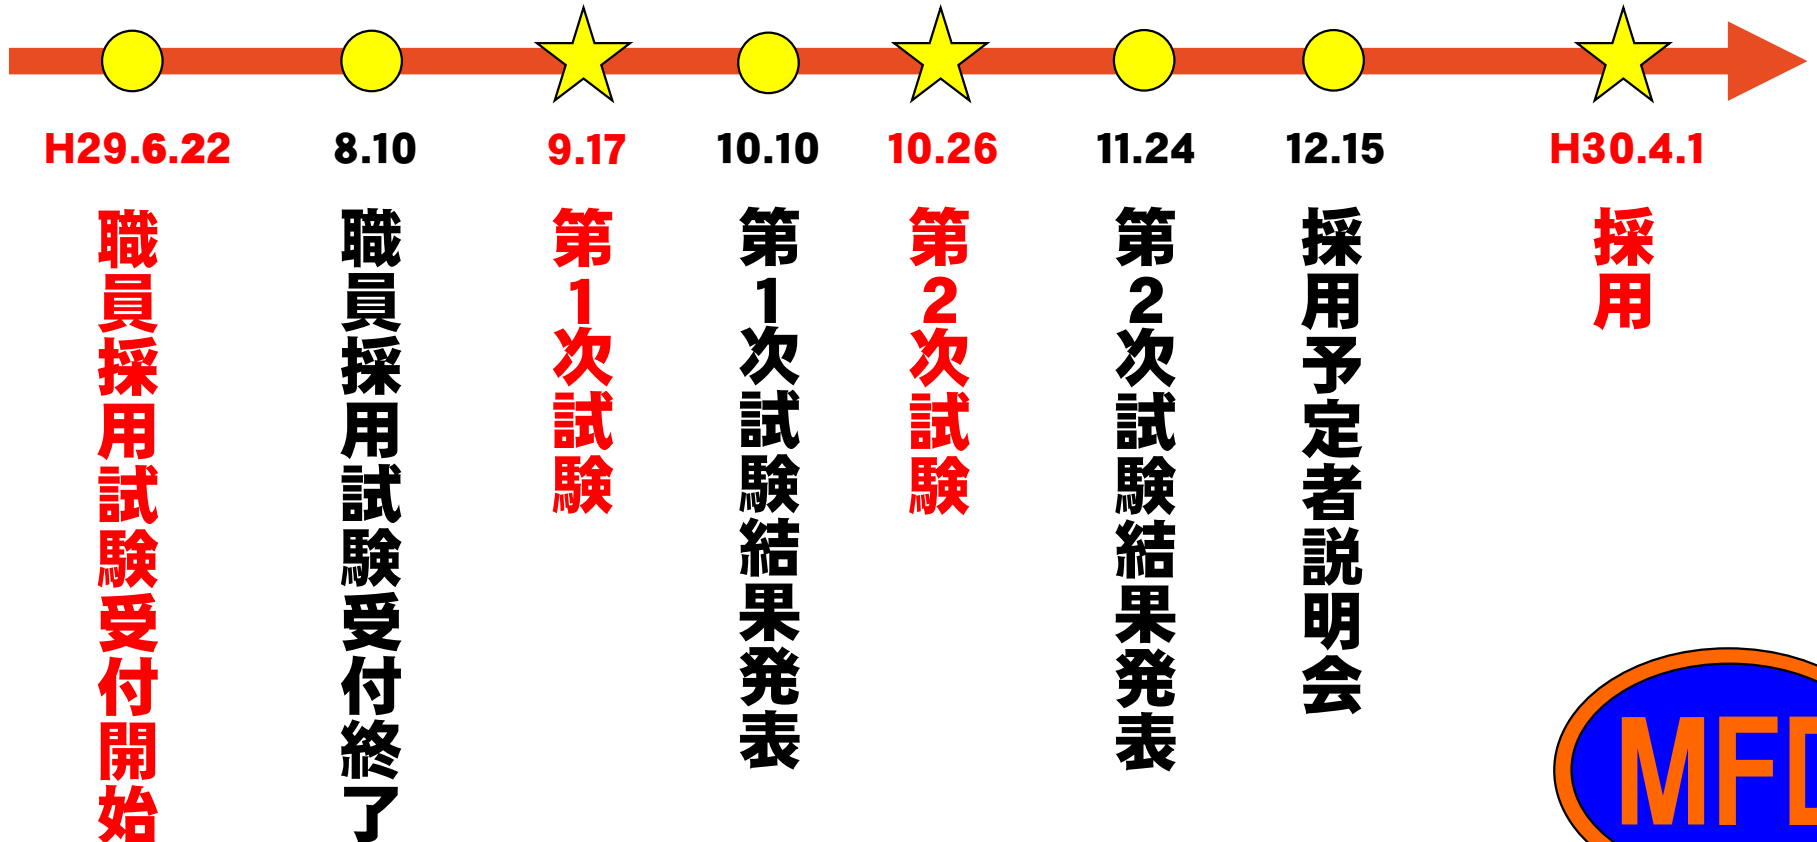 H29.6.22
職員採用試験受付開始
8.10
職員採用試験受付終了
9.17
第1次試験
10.10
第1次試験結果発表
10.26
第2次試験
11.24
第2次試験結果発表
12.15
採用予定者説明会
H30.4.1
採用
MFD